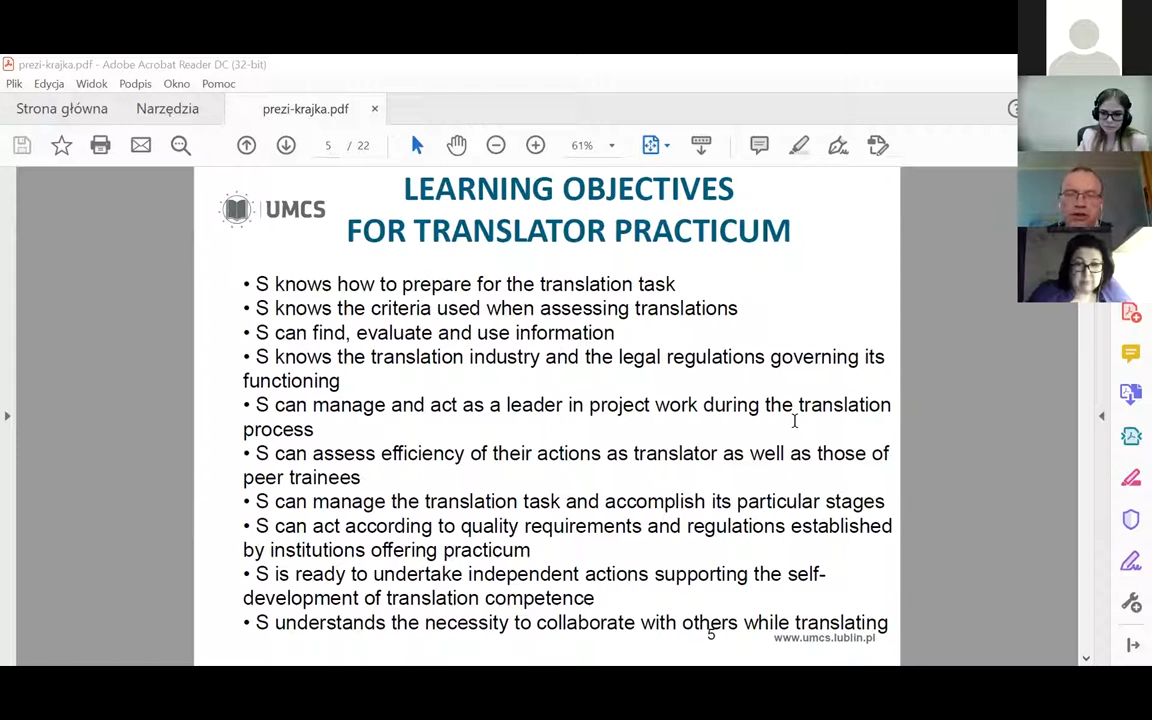 prezi-krajka.pdf - Adobe Acrobat Reader DC (32-bit)
Plik Edycja Widok Podpis Okno Pomoc
Strona główna Narzędzia prezi-krajka.pdf ×
5 / 22 61%
UMCS
LEARNING OBJECTIVES
FOR TRANSLATOR PRACTICUM
• S knows how to prepare for the translation task
• S knows the criteria used when assessing translations
• S can find, evaluate and use information
• S knows the translation industry and the legal regulations governing its
functioning
• S can manage and act as a leader in project work during the translation
process
• S can assess efficiency of their actions as translator as well as those of
peer trainees
• S can manage the translation task and accomplish its particular stages
• S can act according to quality requirements and regulations established
by institutions offering practicum
• S is ready to undertake independent actions supporting the self-
development of translation competence
• S understands the necessity to collaborate with others while translating
5
www.umcs.lublin.pl